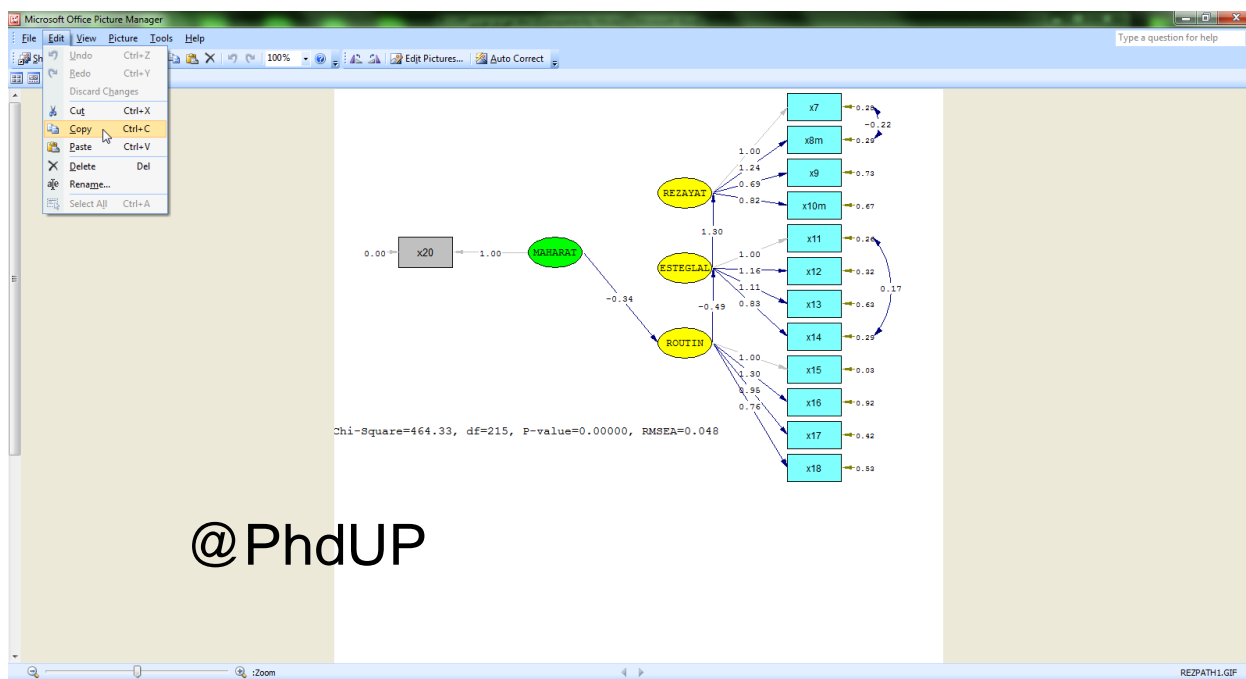 Microsoft Office Picture Manager
File Edit View Picture Tools Help
Type a question for help
Sh 100% Edit Pictures... Auto Correct
Undo Ctrl+Z
Redo Ctrl+Y
Discard Changes
Cut Ctrl+X
Copy Ctrl+C
Paste Ctrl+V
Delete Del
Rename...
Select All Ctrl+A
x7 0.28
-0.22
x8m 0.29
1.00
1.24
x9 0.73
0.69
REZAYAT
0.82
x10m 0.67
1.30
x11 0.26
0.00 x20 1.00 MAHARAT
1.00
ESTEGLAL 1.16 x12 0.32
1.11
0.17
-0.34
-0.49 0.83 x13 0.63
x14 0.29
ROUTIN
1.00
x15 0.03
1.30
0.95
x16 0.92
0.76
Chi-Square=464.33, df=215, P-value=0.00000, RMSEA=0.048
x17 0.42
x18 0.53
@PhdUP
:Zoom
REZPATH1.GIF